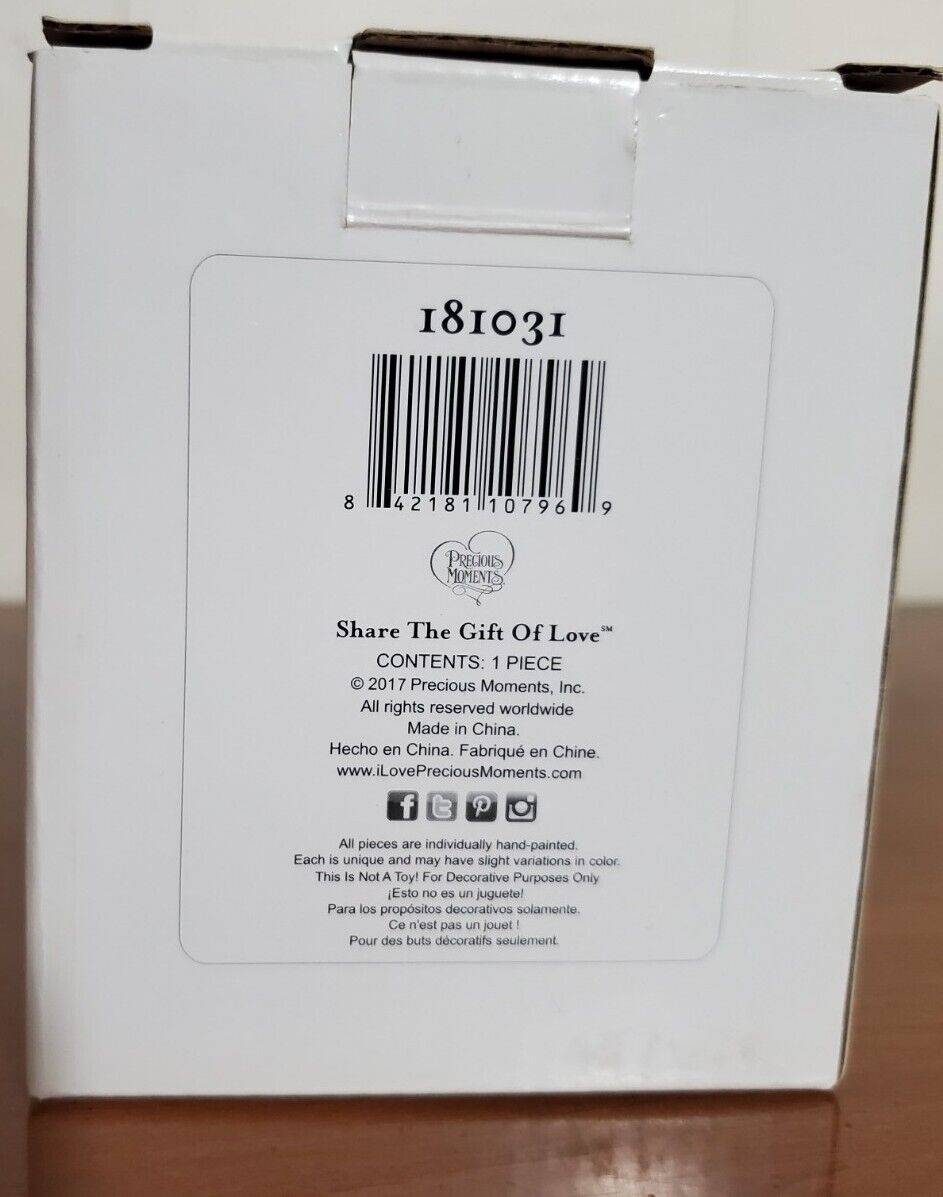 181031
8 42181 10796 9
PRECIOUS
MOMENTS
Share The Gift Of Love℠
CONTENTS: 1 PIECE
© 2017 Precious Moments, Inc.
All rights reserved worldwide
Made in China.
Hecho en China. Fabriqué en Chine.
www.iLovePreciousMoments.com
All pieces are individually hand-painted.
Each is unique and may have slight variations in color.
This Is Not A Toy! For Decorative Purposes Only
¡Esto no es un juguete!
Para los propósitos decorativos solamente.
Ce n'est pas un jouet !
Pour des buts décoratifs seulement.